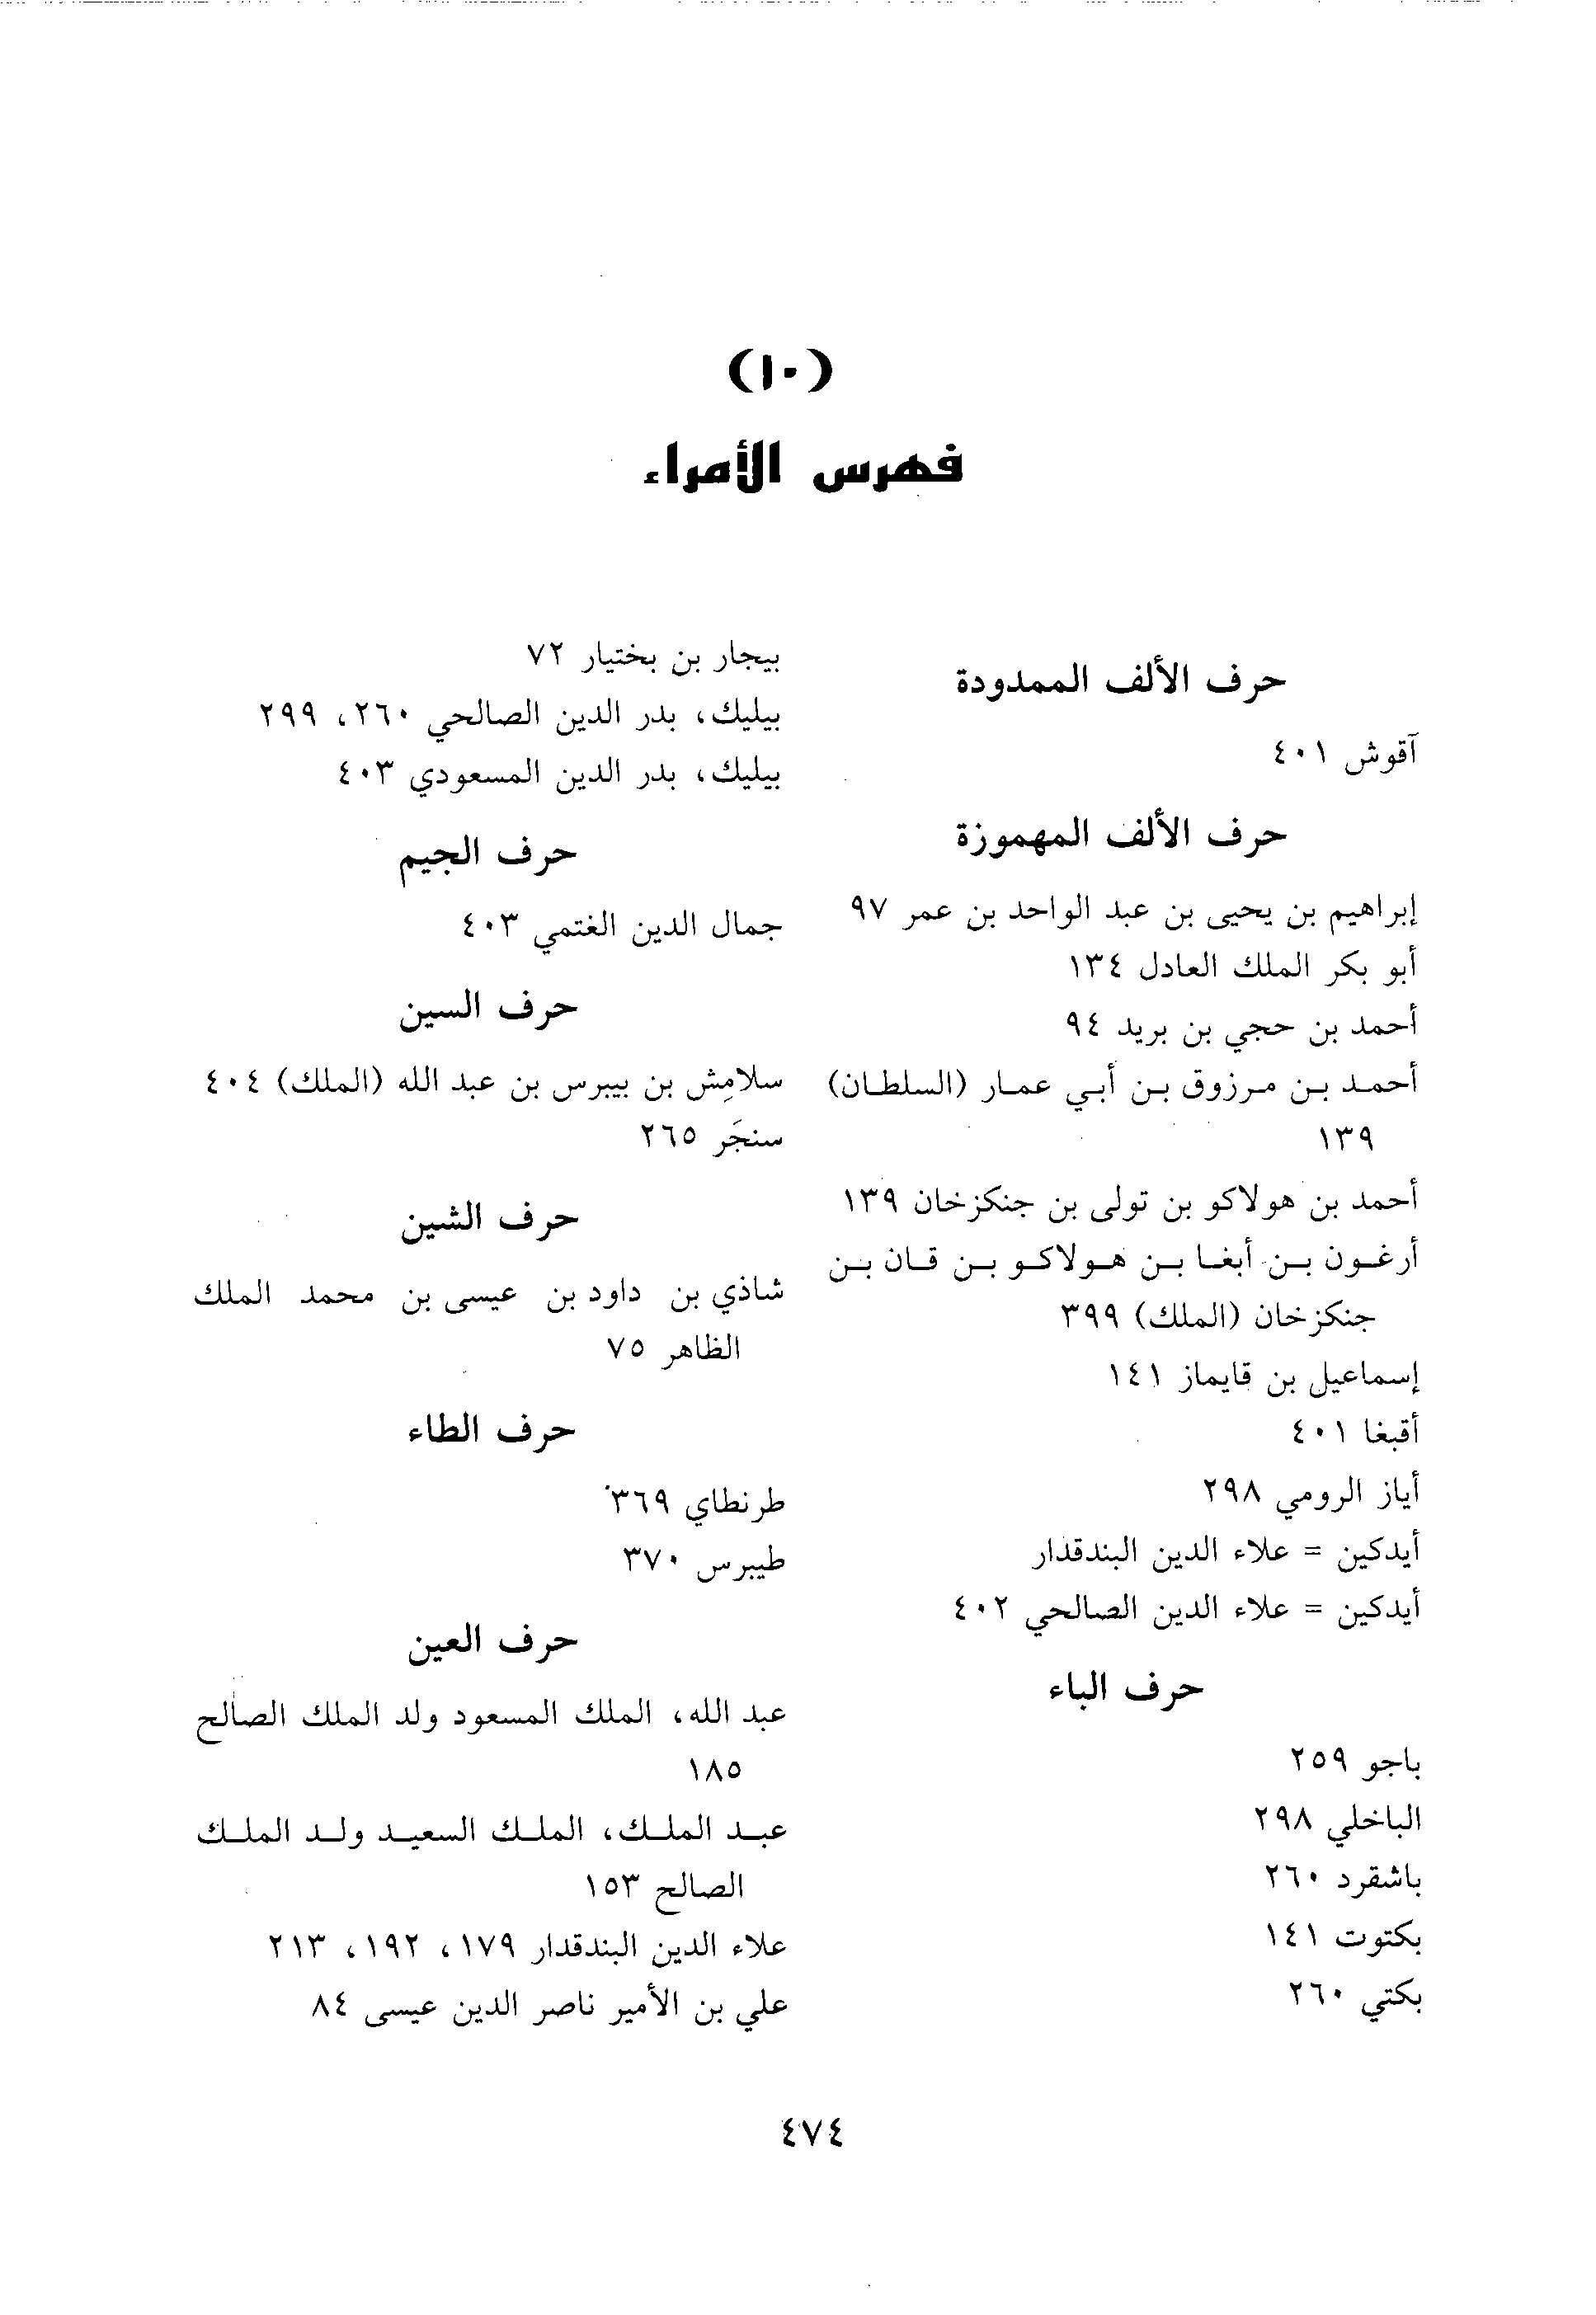 (١٠)
فهرس الأمراء
حرف الألف الممدودة
آقوش ٤٠١
حرف الألف المهموزة
إبراهيم بن يحيى بن عبد الواحد بن عمر ٩٧
أبو بكر الملك العادل ١٣٤
أحمد بن حجي بن بريد ٩٤
أحمد بن مرزوق بن أبي عمار (السلطان)
١٣٩
أحمد بن هولاكو بن تولى بن جنكزخان ١٣٩
أرغون بن أبغا بن هولاكو بن قان بن
جنكزخان (الملك) ٣٩٩
إسماعيل بن قايماز ١٤١
أقبغا ٤٠١
أياز الرومي ٢٩٨
أيدكين = علاء الدين البندقدار
أيدكين = علاء الدين الصالحي ٤٠٢
حرف الباء
باجو ٢٥٩
الباخلي ٢٩٨
باشقرد ٢٦٠
بكتوت ١٤١
بكتي ٢٦٠
بيجار بن بختيار ٧٢
بيليك، بدر الدين الصالحي ٢٦٠، ٢٩٩
بيليك، بدر الدين المسعودي ٤٠٣
حرف الجيم
جمال الدين الغتمي ٤٠٣
حرف السين
سلامِش بن بيبرس بن عبد الله (الملك) ٤٠٤
سنجَر ٢٦٥
حرف الشين
شاذي بن داود بن عيسى بن محمد الملك
الظاهر ٧٥
حرف الطاء
طرنطاي ٣٦٩
طيبرس ٣٧٠
حرف العين
عبد الله، الملك المسعود ولد الملك الصالح
١٨٥
عبد الملك، الملك السعيد ولد الملك
الصالح ١٥٣
علاء الدين البندقدار ١٧٩، ١٩٢، ٢١٣
علي بن الأمير ناصر الدين عيسى ٨٤
٤٧٤